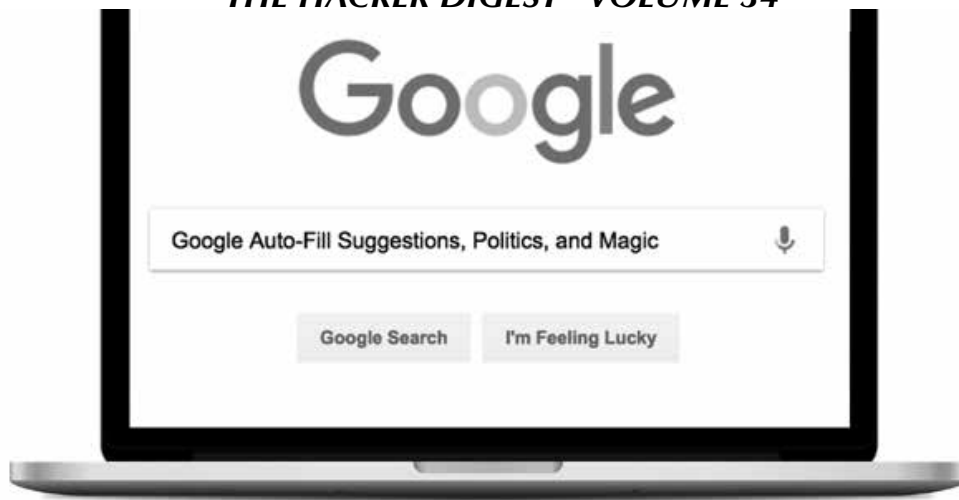 THE HACKER DIGEST - VOLUME 34
Google
Google Auto-Fill Suggestions, Politics, and Magic
Google Search
I'm Feeling Lucky